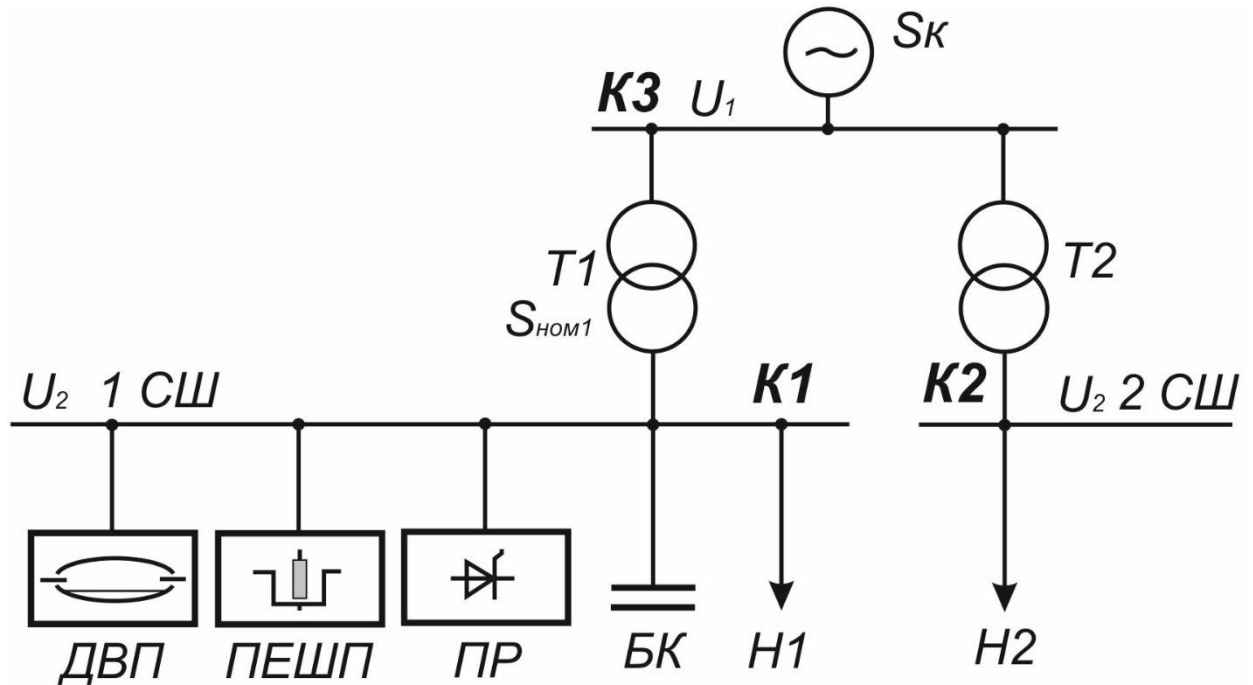 Sк
К3 U₁
T1 T2
Sном1
U₂ 1 СШ К1 К2 U₂ 2 СШ
ДВП ПЕШП ПР БК Н1 Н2